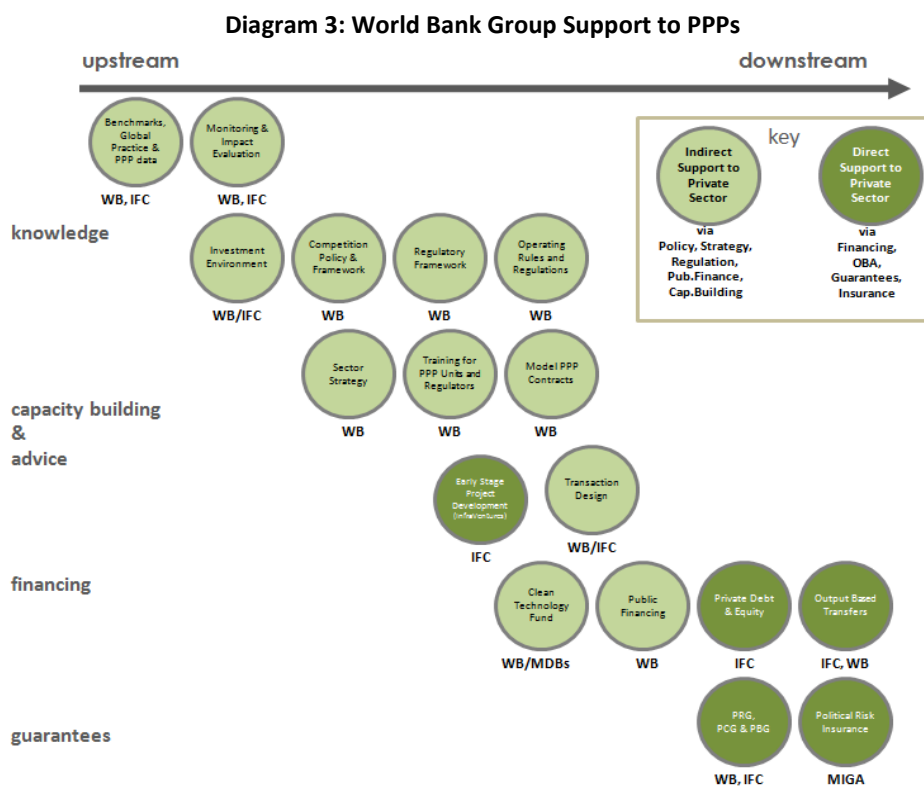 Diagram 3: World Bank Group Support to PPPs
upstream
downstream
Benchmarks,
Global
Practice &
PPP data
WB, IFC
Monitoring &
Impact
Evaluation
WB, IFC
key
Indirect
Support to
Private
Sector
via
Policy, Strategy,
Regulation,
Pub.Finance,
Cap.Building
Direct
Support to
Private
Sector
via
Financing,
OBA,
Guarantees,
Insurance
knowledge
Investment
Environment
WB/IFC
Competition
Policy &
Framework
WB
Regulatory
Framework
WB
Operating
Rules and
Regulations
WB
Sector
Strategy
WB
Training for
PPP Units and
Regulators
WB
Model PPP
Contracts
WB
capacity building
&
advice
Early Stage
Project
Development
(InfraVentures)
IFC
Transaction
Design
WB/IFC
financing
Clean
Technology
Fund
WB/MDBs
Public
Financing
WB
Private Debt
& Equity
IFC
Output Based
Transfers
IFC, WB
guarantees
PRG,
PCG & PBG
WB, IFC
Political Risk
Insurance
MIGA